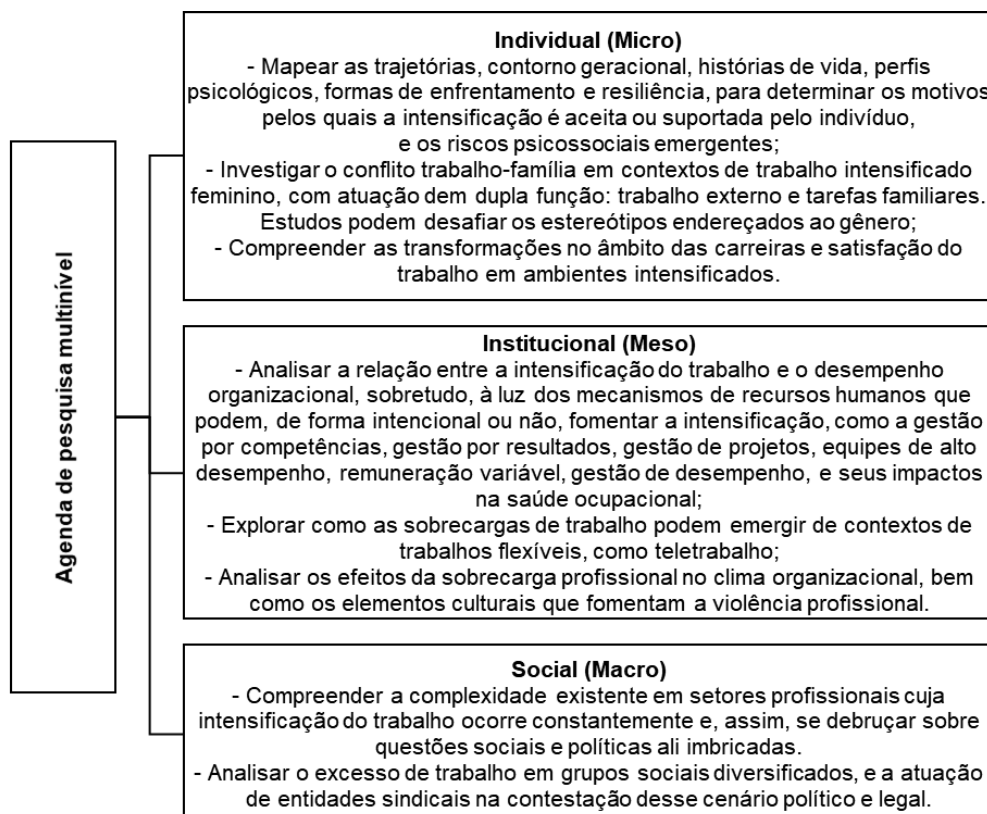 Agenda de pesquisa multinível
Individual (Micro)
- Mapear as trajetórias, contorno geracional, histórias de vida, perfis
psicológicos, formas de enfrentamento e resiliência, para determinar os motivos
pelos quais a intensificação é aceita ou suportada pelo indivíduo,
e os riscos psicossociais emergentes;
- Investigar o conflito trabalho-família em contextos de trabalho intensificado
feminino, com atuação dem dupla função: trabalho externo e tarefas familiares.
Estudos podem desafiar os estereótipos endereçados ao gênero;
- Compreender as transformações no âmbito das carreiras e satisfação do
trabalho em ambientes intensificados.
Institucional (Meso)
- Analisar a relação entre a intensificação do trabalho e o desempenho
organizacional, sobretudo, à luz dos mecanismos de recursos humanos que
podem, de forma intencional ou não, fomentar a intensificação, como a gestão
por competências, gestão por resultados, gestão de projetos, equipes de alto
desempenho, remuneração variável, gestão de desempenho, e seus impactos
na saúde ocupacional;
- Explorar como as sobrecargas de trabalho podem emergir de contextos de
trabalhos flexíveis, como teletrabalho;
- Analisar os efeitos da sobrecarga profissional no clima organizacional, bem
como os elementos culturais que fomentam a violência profissional.
Social (Macro)
- Compreender a complexidade existente em setores profissionais cuja
intensificação do trabalho ocorre constantemente e, assim, se debruçar sobre
questões sociais e políticas ali imbricadas.
- Analisar o excesso de trabalho em grupos sociais diversificados, e a atuação
de entidades sindicais na contestação desse cenário político e legal.